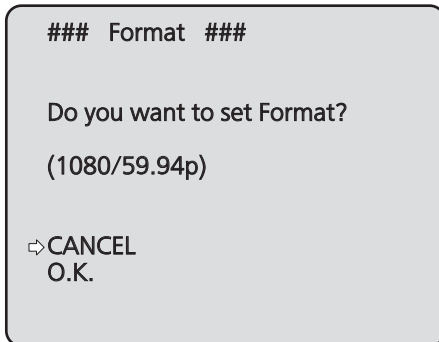 ### Format ###
Do you want to set Format?
(1080/59.94p)
⇨CANCEL
O.K.